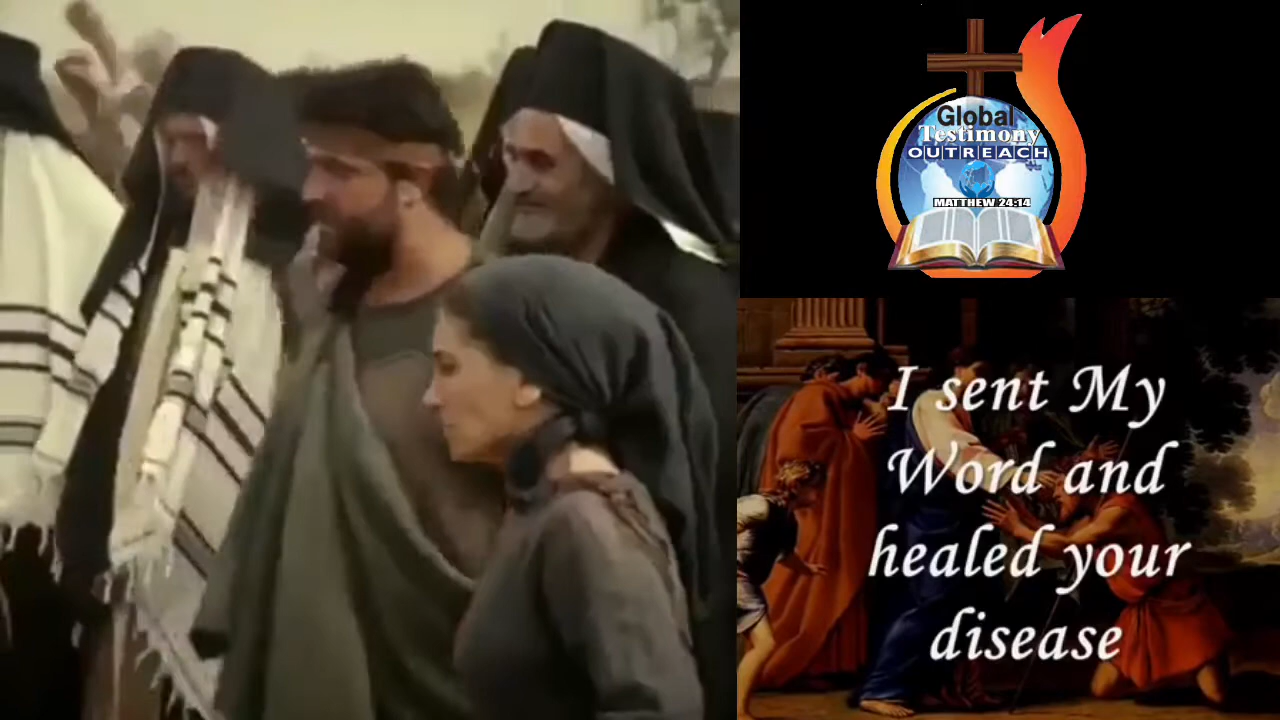 Global
Testimony
OUTREACH
MATTHEW 24:14
I sent My
Word and
healed your
disease